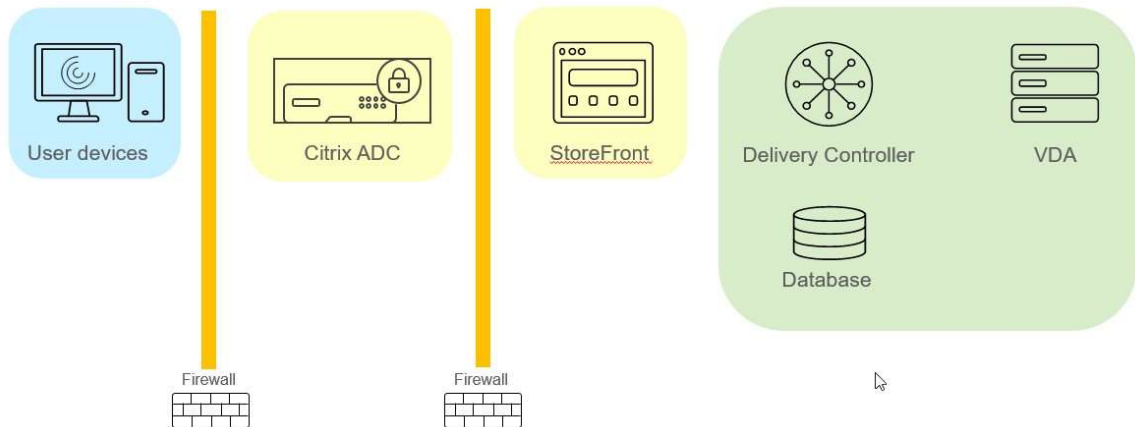 User devices
Citrix ADC
StoreFront
Delivery Controller
VDA
Database
Firewall
Firewall